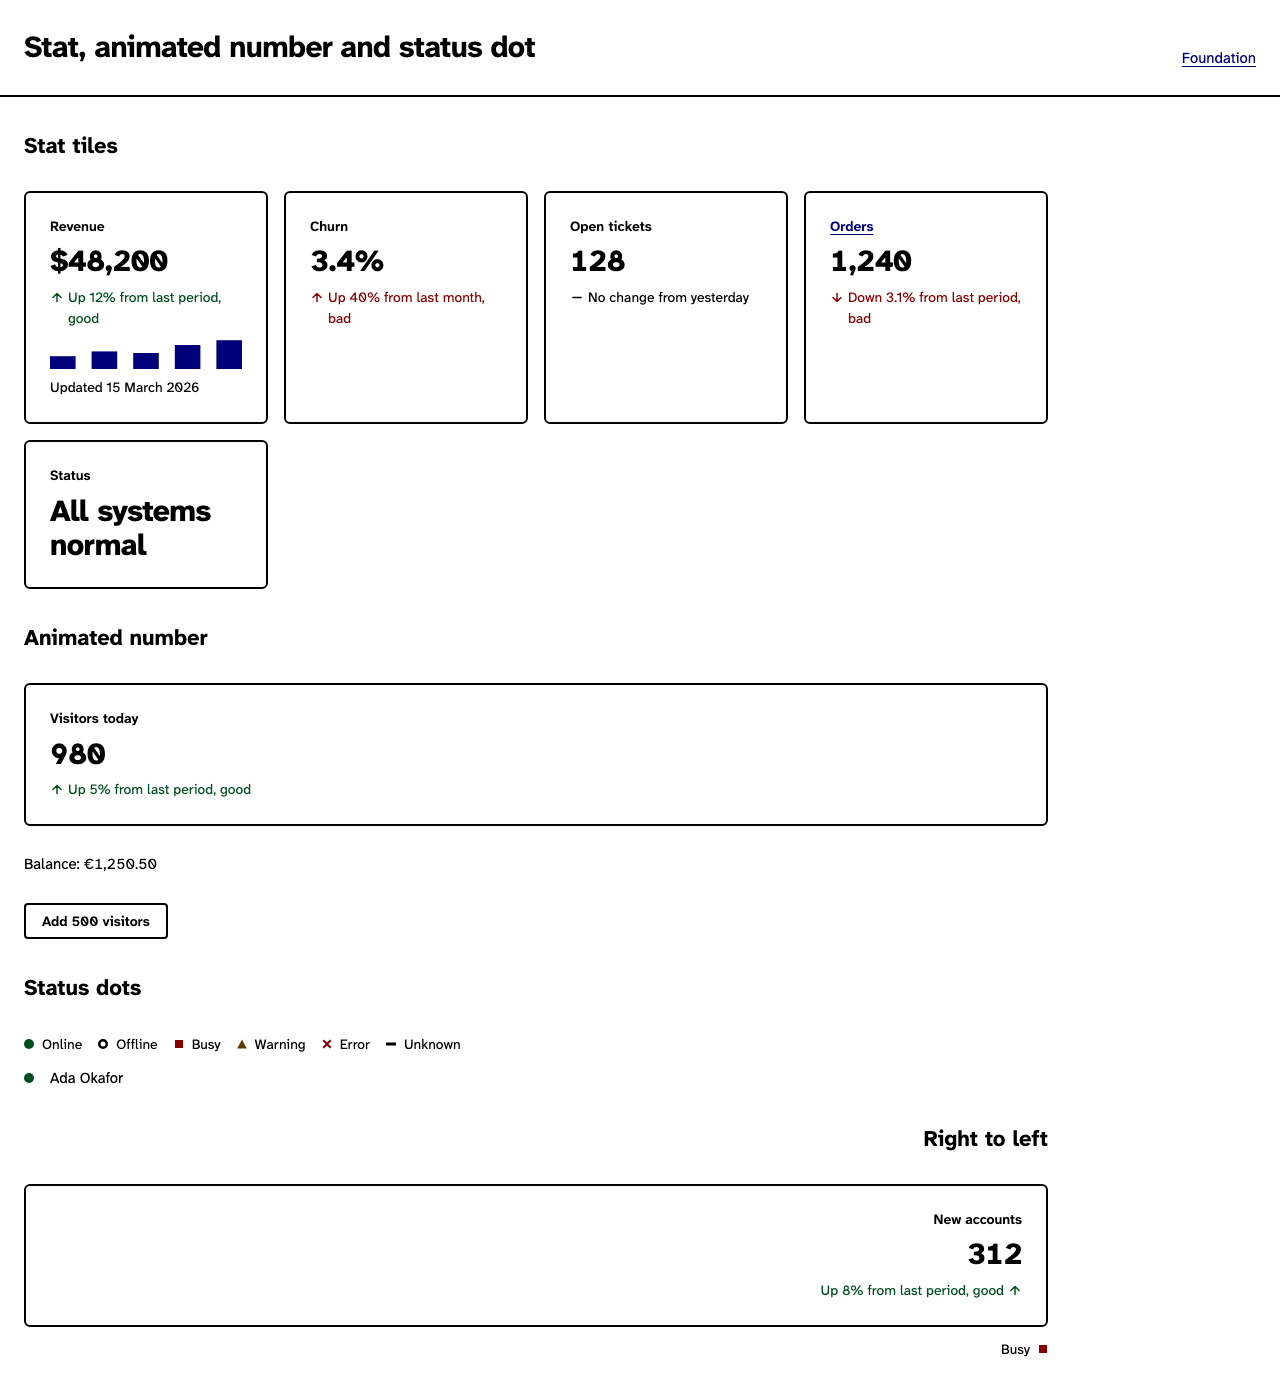 Stat, animated number and status dot
Foundation
Stat tiles
Revenue
$48,200
↑ Up 12% from last period,
good
Updated 15 March 2026
Churn
3.4%
↑ Up 40% from last month,
bad
Open tickets
128
– No change from yesterday
Orders
1,240
↓ Down 3.1% from last period,
bad
Status
All systems
normal
Animated number
Visitors today
980
↑ Up 5% from last period, good
Balance: €1,250.50
Add 500 visitors
Status dots
Online
Offline
Busy
Warning
Error
Unknown
Ada Okafor
Right to left
New accounts
312
Up 8% from last period, good ↑
Busy